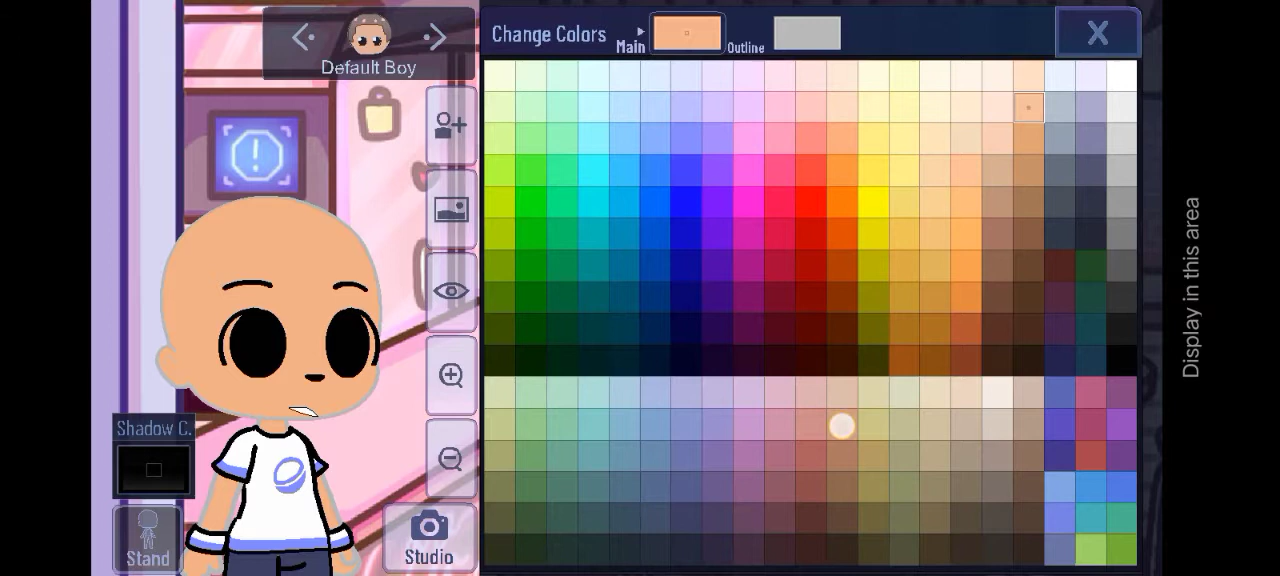 Default Boy
Change Colors
Main
Outline
X
!
Shadow C.
Stand
Studio
Display in this area